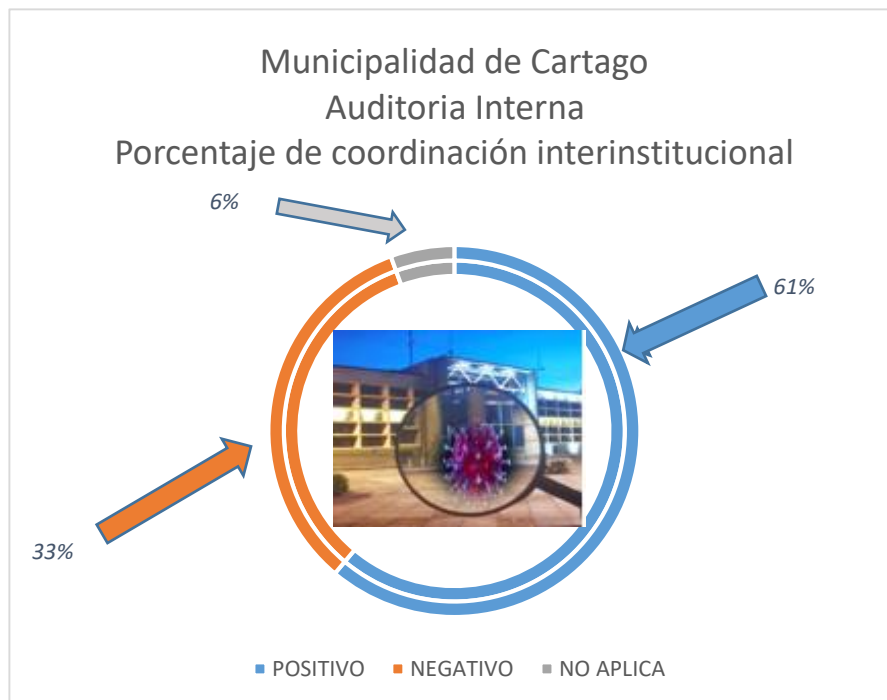 Municipalidad de Cartago
Auditoria Interna
Porcentaje de coordinación interinstitucional
6%
61%
33%
POSITIVO NEGATIVO NO APLICA